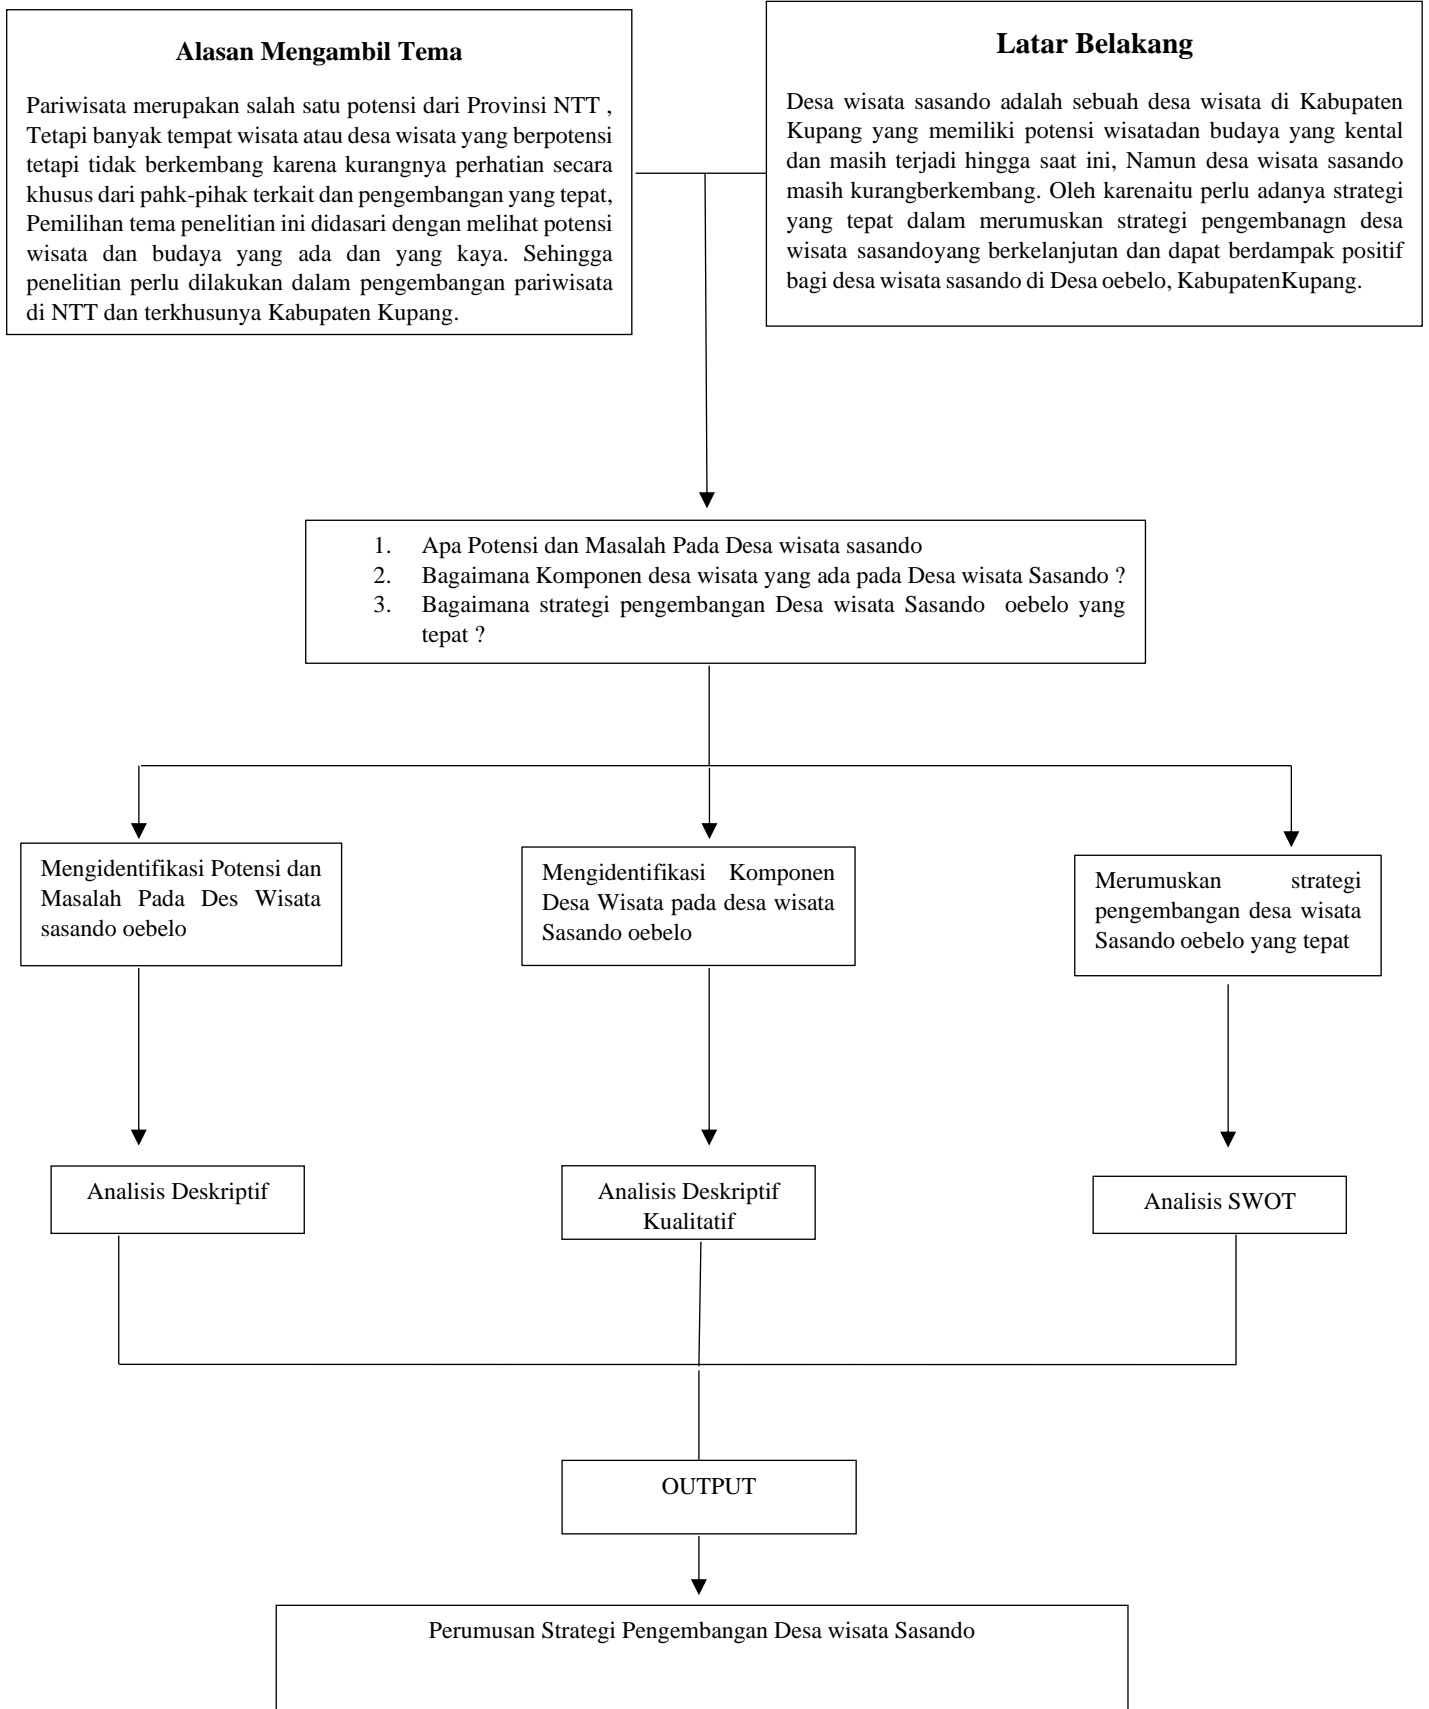 Alasan Mengambil Tema
Pariwisata merupakan salah satu potensi dari Provinsi NTT ,
Tetapi banyak tempat wisata atau desa wisata yang berpotensi
tetapi tidak berkembang karena kurangnya perhatian secara
khusus dari pahk-pihak terkait dan pengembangan yang tepat,
Pemilihan tema penelitian ini didasari dengan melihat potensi
wisata dan budaya yang ada dan yang kaya. Sehingga
penelitian perlu dilakukan dalam pengembangan pariwisata
di NTT dan terkhusunya Kabupaten Kupang.
Latar Belakang
Desa wisata sasando adalah sebuah desa wisata di Kabupaten
Kupang yang memiliki potensi wisatadan budaya yang kental
dan masih terjadi hingga saat ini, Namun desa wisata sasando
masih kurangberkembang. Oleh karenaitu perlu adanya strategi
yang tepat dalam merumuskan strategi pengembanagn desa
wisata sasandoyang berkelanjutan dan dapat berdampak positif
bagi desa wisata sasando di Desa oebelo, KabupatenKupang.
1. Apa Potensi dan Masalah Pada Desa wisata sasando
2. Bagaimana Komponen desa wisata yang ada pada Desa wisata Sasando ?
3. Bagaimana strategi pengembangan Desa wisata Sasando oebelo yang
tepat ?
Mengidentifikasi Potensi dan
Masalah Pada Des Wisata
sasando oebelo
Mengidentifikasi Komponen
Desa Wisata pada desa wisata
Sasando oebelo
Merumuskan strategi
pengembangan desa wisata
Sasando oebelo yang tepat
Analisis Deskriptif
Analisis Deskriptif
Kualitatif
Analisis SWOT
OUTPUT
Perumusan Strategi Pengembangan Desa wisata Sasando